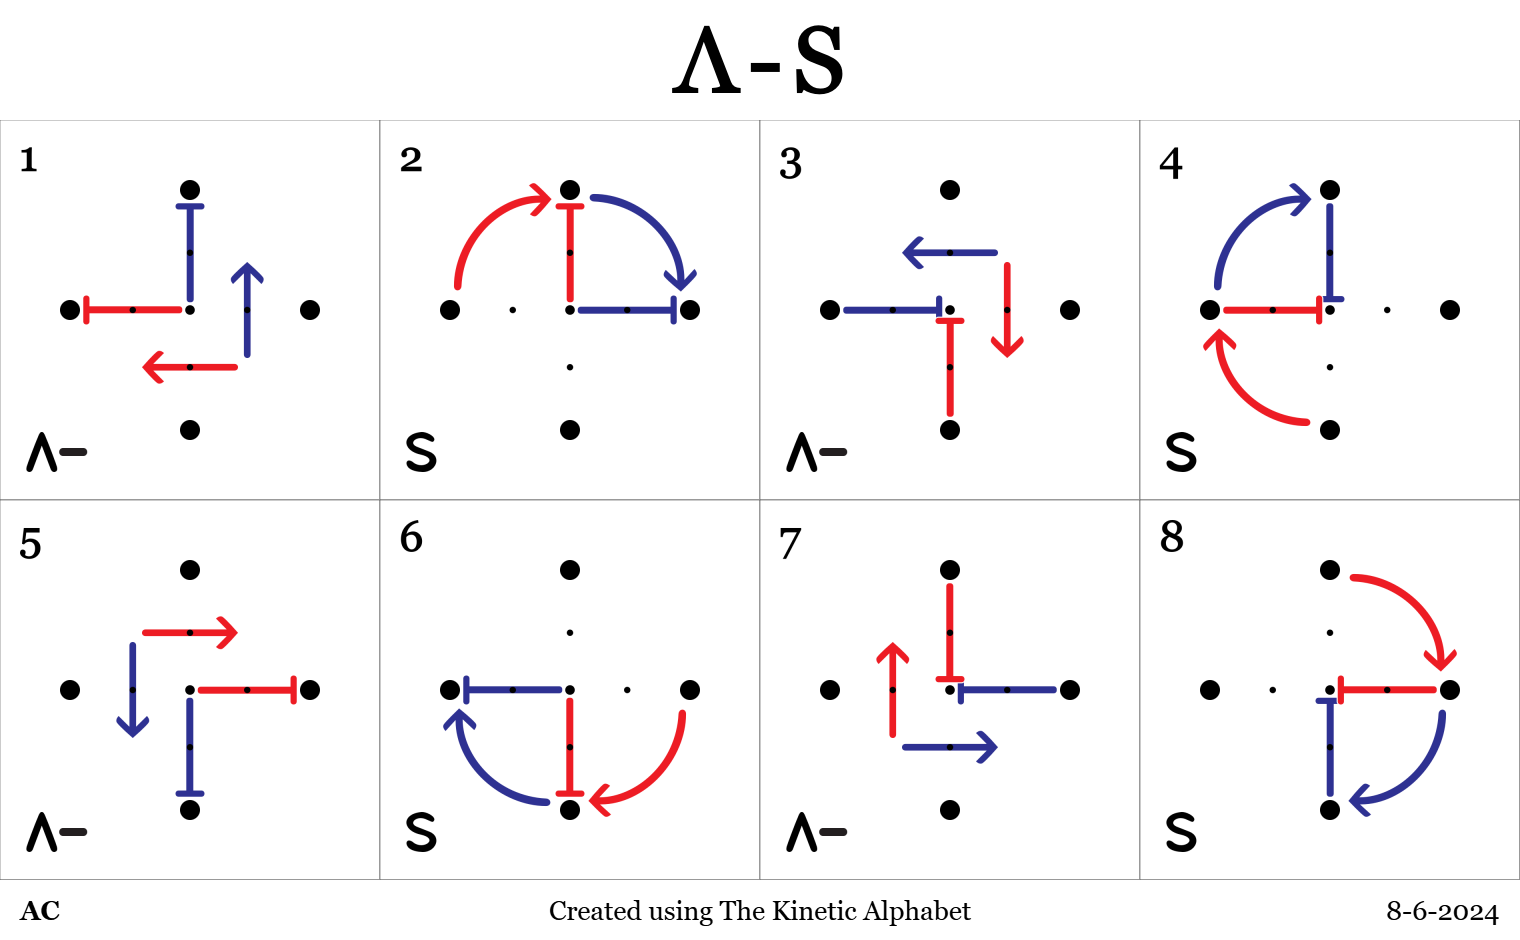 Λ-S
1
2
3
4
Λ-
S
Λ-
S
5
6
7
8
Λ-
S
Λ-
S
AC
Created using The Kinetic Alphabet
8-6-2024